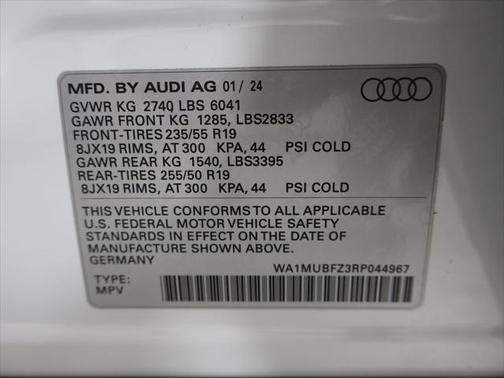 MFD. BY AUDI AG 01 / 24
GVWR KG 2740 LBS 6041
GAWR FRONT KG 1285, LBS2833
FRONT-TIRES 235/55 R19
8JX19 RIMS, AT 300 KPA, 44 PSI COLD
GAWR REAR KG 1540, LBS3395
REAR-TIRES 255/50 R19
8JX19 RIMS, AT 300 KPA, 44 PSI COLD
THIS VEHICLE CONFORMS TO ALL APPLICABLE
U.S. FEDERAL MOTOR VEHICLE SAFETY
STANDARDS IN EFFECT ON THE DATE OF
MANUFACTURE SHOWN ABOVE.
GERMANY
WA1MUBFZ3RP044967
TYPE:
MPV